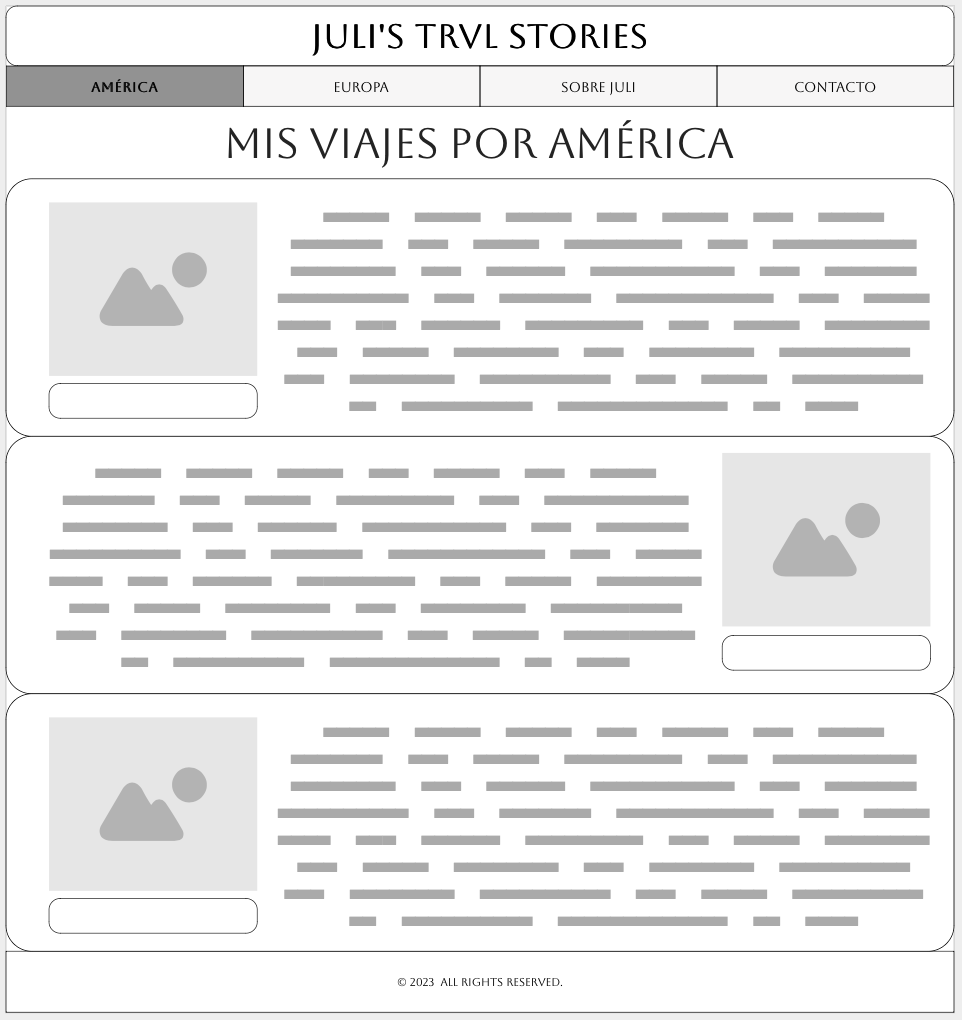 JULI'S TRVL STORIES
AMÉRICA
EUROPA
SOBRE JULI
CONTACTO
MIS VIAJES POR AMÉRICA
© 2023 ALL RIGHTS RESERVED.